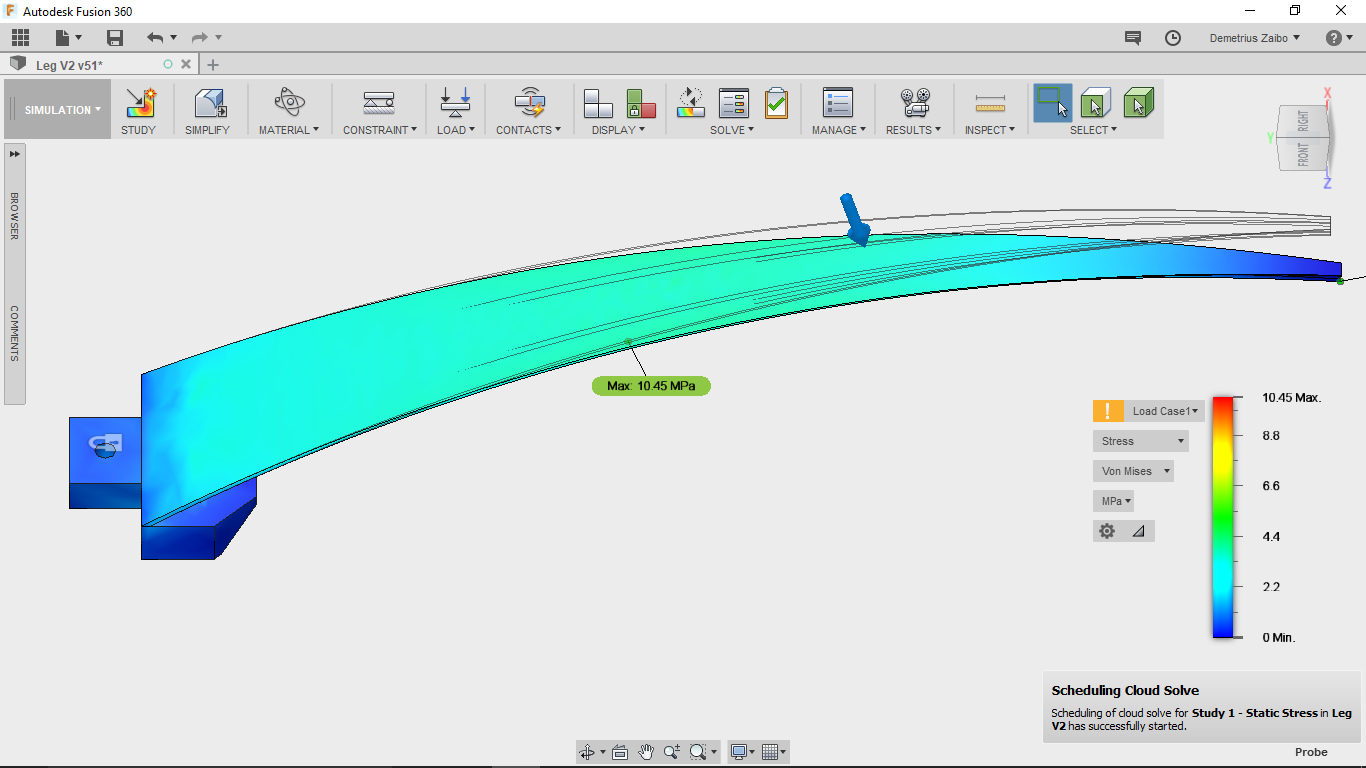 Autodesk Fusion 360
Demetrius Zaibo
Leg V2 v51*
SIMULATION
STUDY
SIMPLIFY
MATERIAL
CONSTRAINT
LOAD
CONTACTS
DISPLAY
SOLVE
MANAGE
RESULTS
INSPECT
SELECT
X
Y
RIGHT
FRONT
Z
BROWSER
COMMENTS
Max: 10.45 MPa
Load Case1
Stress
Von Mises
MPa
10.45 Max.
8.8
6.6
4.4
2.2
0 Min.
Scheduling Cloud Solve
Scheduling of cloud solve for Study 1 - Static Stress in Leg
V2 has successfully started.
Probe